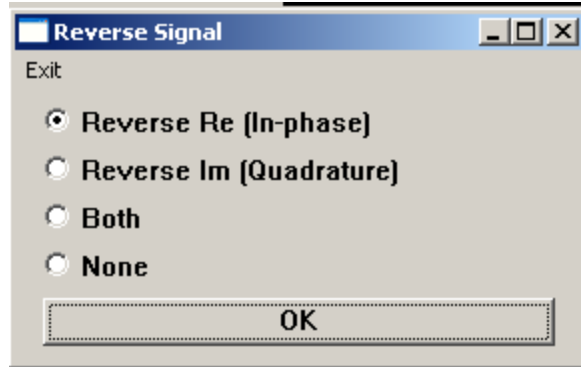 Reverse Signal
Exit
Reverse Re (In-phase)
Reverse Im (Quadrature)
Both
None
OK